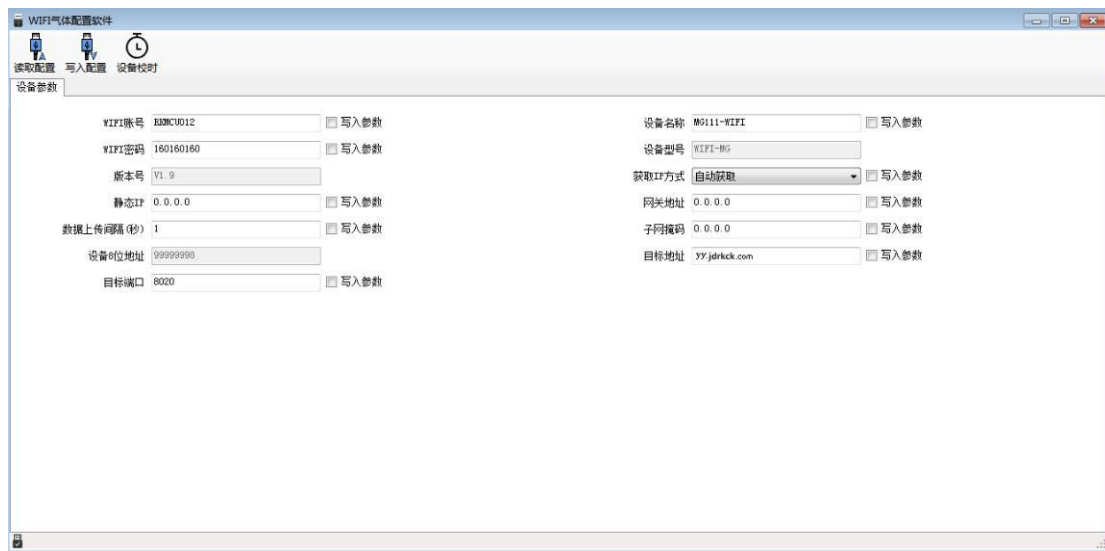 WIFI气体配置软件
读取配置 写入配置 设备校时
设备参数
WIFI账号 RKMCU012 写入参数 设备名称 MG111-WIFI 写入参数
WIFI密码 160160160 写入参数 设备型号 WIFI-MG
版本号 V1.9 获取IP方式 自动获取 写入参数
静态IP 0.0.0.0 写入参数 网关地址 0.0.0.0 写入参数
数据上传间隔(秒) 1 写入参数 子网掩码 0.0.0.0 写入参数
设备8位地址 99999998 目标地址 yy.jdrkck.com 写入参数
目标端口 8020 写入参数